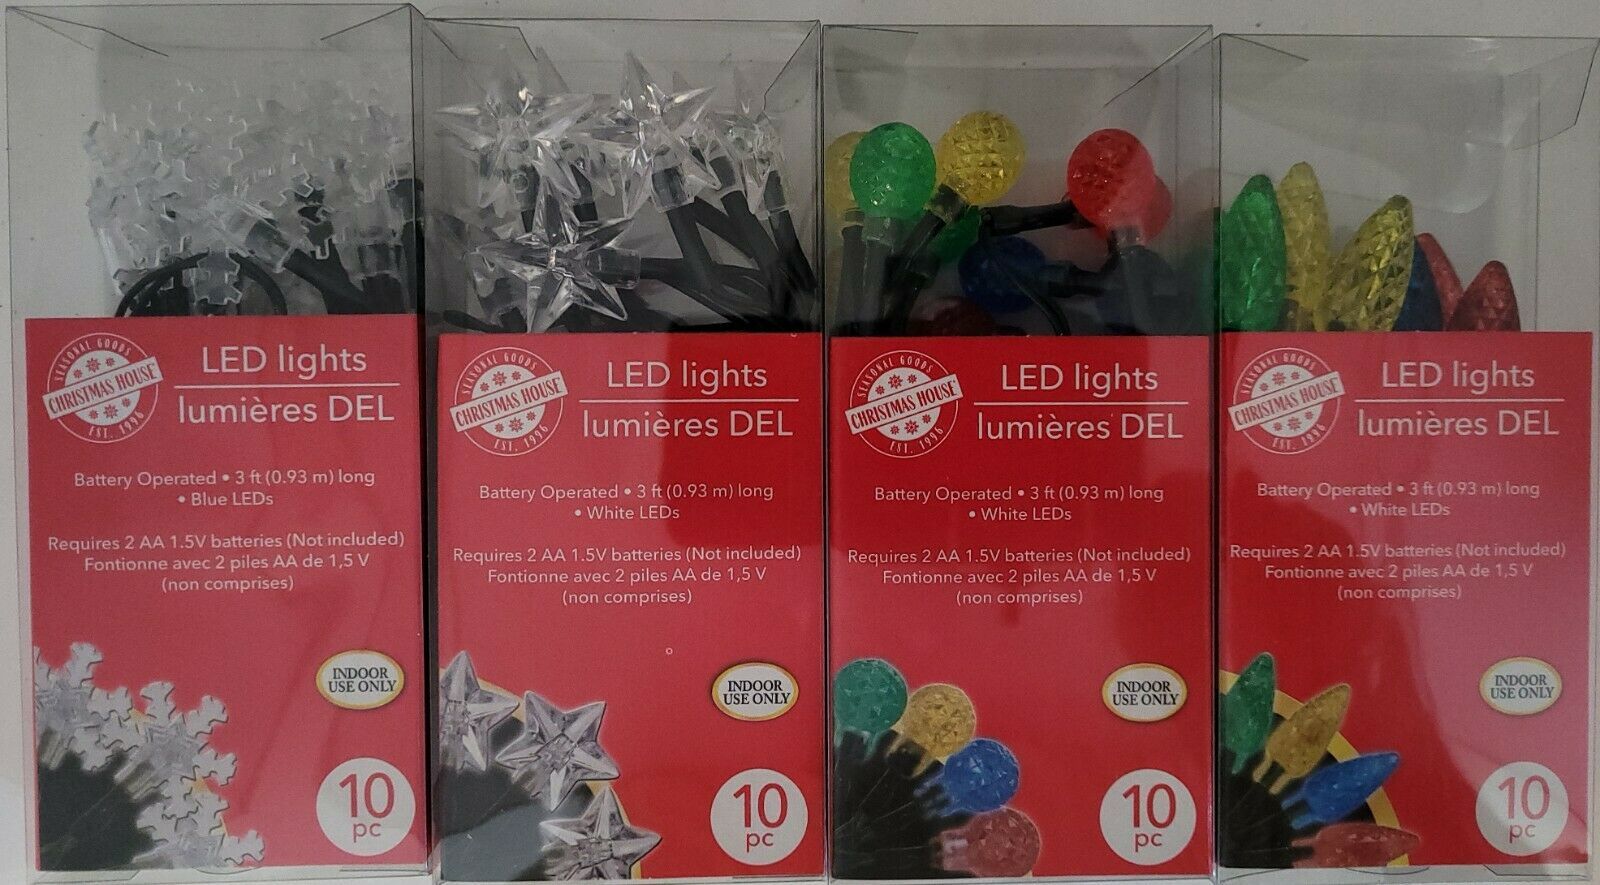 SEASONAL GOODS
CHRISTMAS HOUSE
EST. 1996
LED lights
lumières DEL
Battery Operated • 3 ft (0.93 m) long
• Blue LEDs
Requires 2 AA 1.5V batteries (Not included)
Fontionne avec 2 piles AA de 1,5 V
(non comprises)
INDOOR
USE ONLY
10
pc
SEASONAL GOODS
CHRISTMAS HOUSE
EST. 1996
LED lights
lumières DEL
Battery Operated • 3 ft (0.93 m) long
• White LEDs
Requires 2 AA 1.5V batteries (Not included)
Fontionne avec 2 piles AA de 1,5 V
(non comprises)
INDOOR
USE ONLY
10
pc
SEASONAL GOODS
CHRISTMAS HOUSE
EST. 1996
LED lights
lumières DEL
Battery Operated • 3 ft (0.93 m) long
• White LEDs
Requires 2 AA 1.5V batteries (Not included)
Fontionne avec 2 piles AA de 1,5 V
(non comprises)
INDOOR
USE ONLY
10
pc
SEASONAL GOODS
CHRISTMAS HOUSE
EST. 1996
LED lights
lumières DEL
Battery Operated • 3 ft (0.93 m) long
• White LEDs
Requires 2 AA 1.5V batteries (Not included)
Fontionne avec 2 piles AA de 1,5 V
(non comprises)
INDOOR
USE ONLY
10
pc